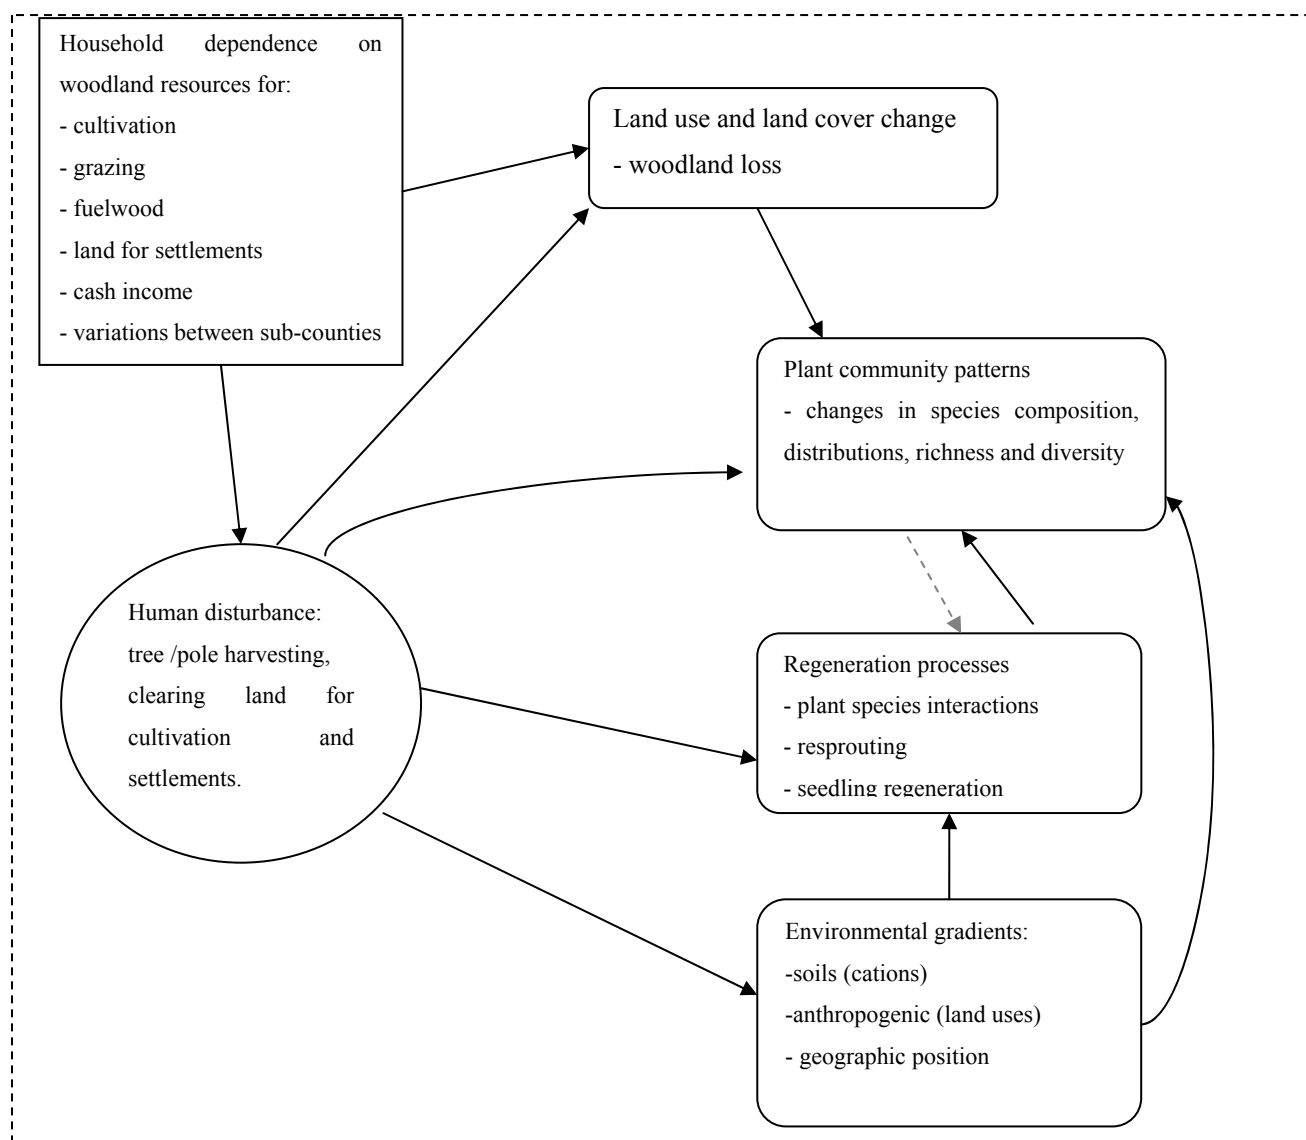 Household dependence on
woodland resources for:
- cultivation
- grazing
- fuelwood
- land for settlements
- cash income
- variations between sub-counties
Land use and land cover change
- woodland loss
Plant community patterns
- changes in species composition,
distributions, richness and diversity
Human disturbance:
tree /pole harvesting,
clearing land for
cultivation and
settlements.
Regeneration processes
- plant species interactions
- resprouting
- seedling regeneration
Environmental gradients:
-soils (cations)
-anthropogenic (land uses)
- geographic position